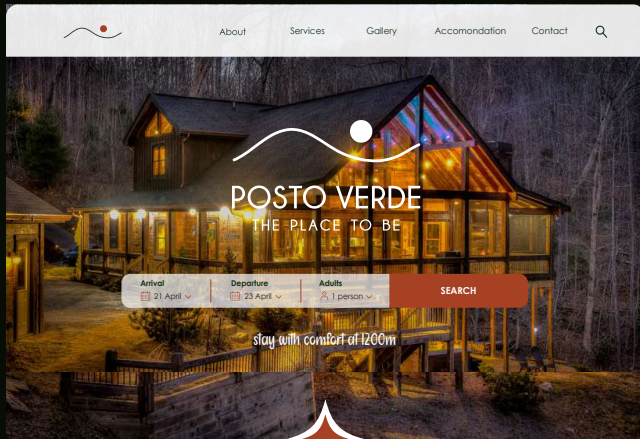 About Services Gallery Accomondation Contact
POSTO VERDE
THE PLACE TO BE
Arrival Departure Adults
21 April 23 April 1 person SEARCH
stay with comfort at 1200m